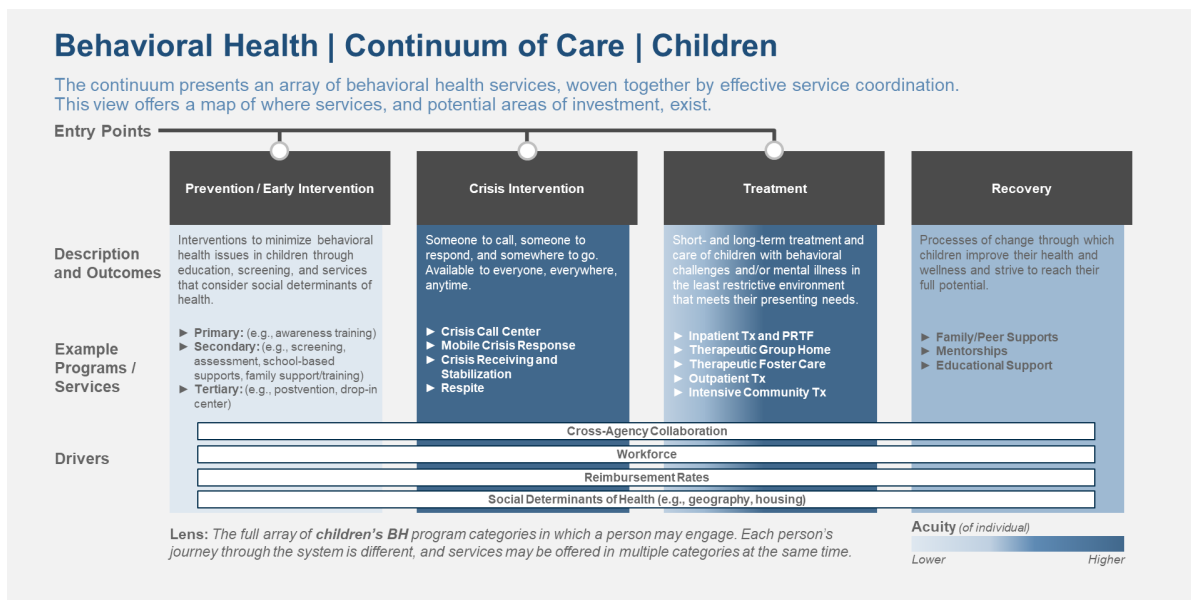 Behavioral Health | Continuum of Care | Children
The continuum presents an array of behavioral health services, woven together by effective service coordination.
This view offers a map of where services, and potential areas of investment, exist.
Entry Points
Prevention / Early Intervention
Crisis Intervention
Treatment
Recovery
Description
and Outcomes
Interventions to minimize behavioral
health issues in children through
education, screening, and services
that consider social determinants of
health.
Someone to call, someone to
respond, and somewhere to go.
Available to everyone, everywhere,
anytime.
Short- and long-term treatment and
care of children with behavioral
challenges and/or mental illness in
the least restrictive environment
that meets their presenting needs.
Processes of change through which
children improve their health and
wellness and strive to reach their
full potential.
Example
Programs /
Services
► Primary: (e.g., awareness training)
► Secondary: (e.g., screening,
assessment, school-based
supports, family support/training)
► Tertiary: (e.g., postvention, drop-in
center)
► Crisis Call Center
► Mobile Crisis Response
► Crisis Receiving and
Stabilization
► Respite
► Inpatient Tx and PRTF
► Therapeutic Group Home
► Therapeutic Foster Care
► Outpatient Tx
► Intensive Community Tx
► Family/Peer Supports
► Mentorships
► Educational Support
Drivers
Cross-Agency Collaboration
Workforce
Reimbursement Rates
Social Determinants of Health (e.g., geography, housing)
Lens: The full array of children's BH program categories in which a person may engage. Each person's
journey through the system is different, and services may be offered in multiple categories at the same time.
Acuity (of individual)
Lower Higher